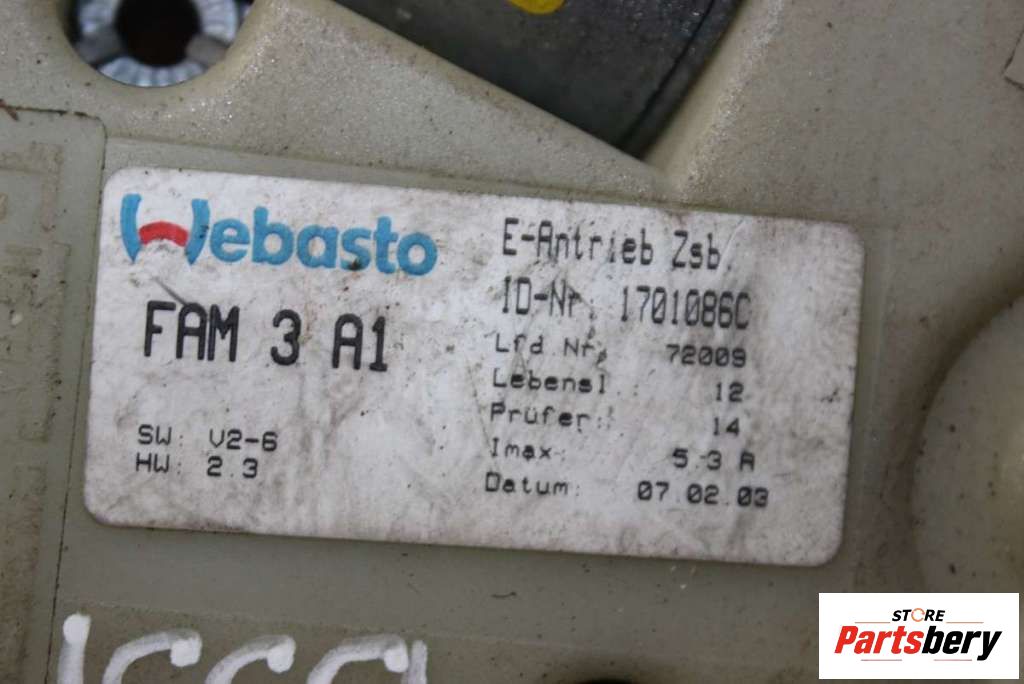 Webasto
FAM 3 A1
SW: V2-6
HW: 2.3
E-Antrieb Zsb.
ID-Nr. 1701086C
Lfd.Nr. 72009
Lebensl.: 12
Prüfer: 14
Imax: 5.3 A
Datum: 07.02.03
STORE
Partsbery